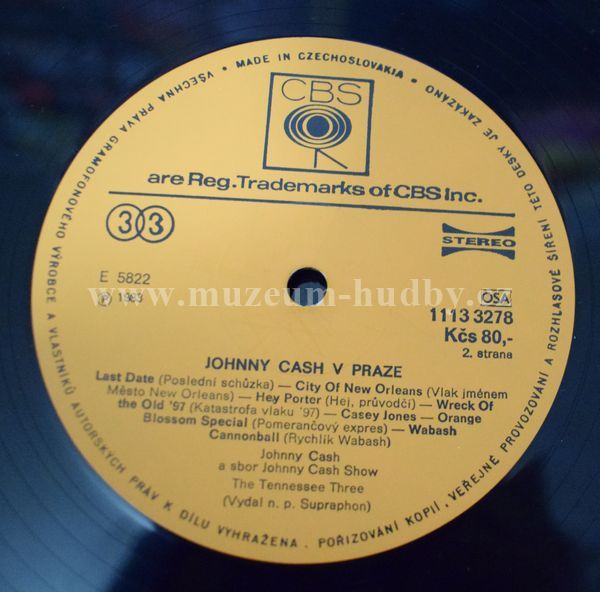 VŠECHNA PRÁVA GRAMOFONOVÉHO VÝROBCE A VLASTNÍKŮ AUTORSKÝCH PRÁV K DÍLU VYHRAŽENA. POŘIZOVÁNÍ KOPIÍ, VEŘEJNÉ PROVOZOVÁNÍ A ROZHLASOVÉ ŠÍŘENÍ TÉTO DESKY JE ZAKÁZÁNO
• MADE IN CZECHOSLOVAKIA •
CBS
are Reg. Trademarks of CBS Inc.
33
STEREO
E 5822
℗ 1983
www.muzeum-hudby.cz
OSA
1113 3278
Kčs 80,-
2. strana
JOHNNY CASH V PRAZE
Last Date (Poslední schůzka) — City Of New Orleans (Vlak jménem
Město New Orleans) — Hey Porter (Hej, průvodčí) — Wreck Of
the Old '97 (Katastrofa vlaku '97) — Casey Jones — Orange
Blossom Special (Pomerančový expres) — Wabash
Cannonball (Rychlík Wabash)
Johnny Cash
a sbor Johnny Cash Show
The Tennessee Three
(Vydal n. p. Supraphon)